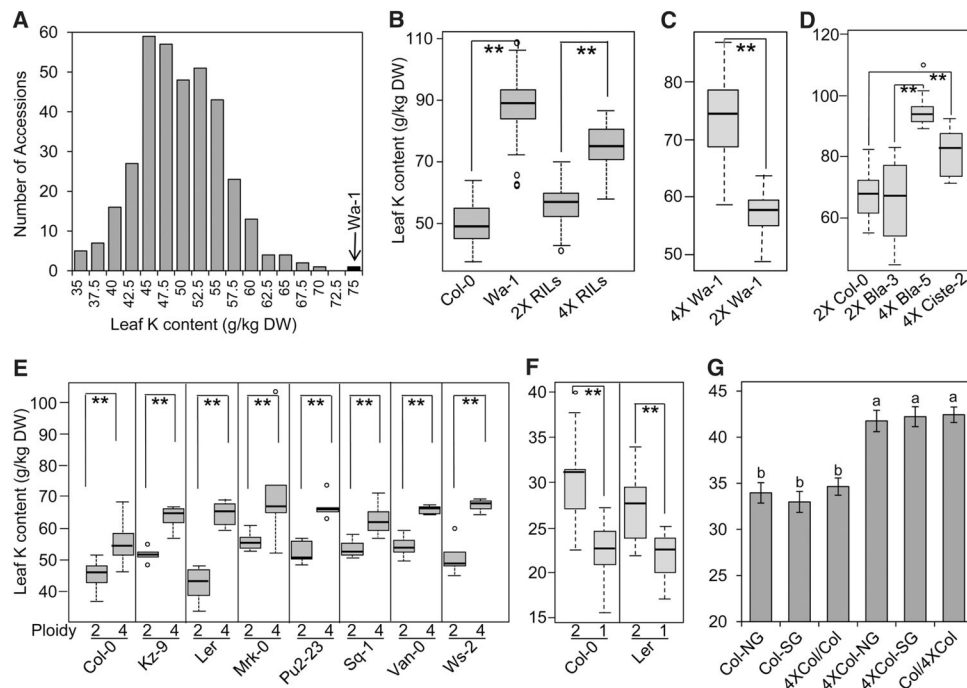 A
60
50
40
30
20
10
0
Number of Accessions
Wa-1
35 37.5 40 42.5 45 47.5 50 52.5 55 57.5 60 62.5 65 67.5 70 72.5 75
Leaf K content (g/kg DW)
B
110
90
70
50
Leaf K content (g/kg DW)
** **
Col-0 Wa-1 2X RILs 4X RILs
C
80
70
60
50
**
4X Wa-1 2X Wa-1
D
120
100
80
60
** **
2X Col-0 2X Bla-3 4X Bla-5 4X Ciste-2
E
100
80
70
60
50
40
Leaf K content (g/kg DW)
** ** ** ** ** ** ** **
Ploidy 2 4 2 4 2 4 2 4 2 4 2 4 2 4 2 4
Col-0 Kz-9 Ler Mrk-0 Pu2-23 Sq-1 Van-0 Ws-2
F
40
35
30
25
20
15
** **
2 1 2 1
Col-0 Ler
G
45
40
35
30
25
b b b a a a
Col-NG Col-SG 4XCol/Col 4XCol-NG 4XCol-SG Col/4XCol